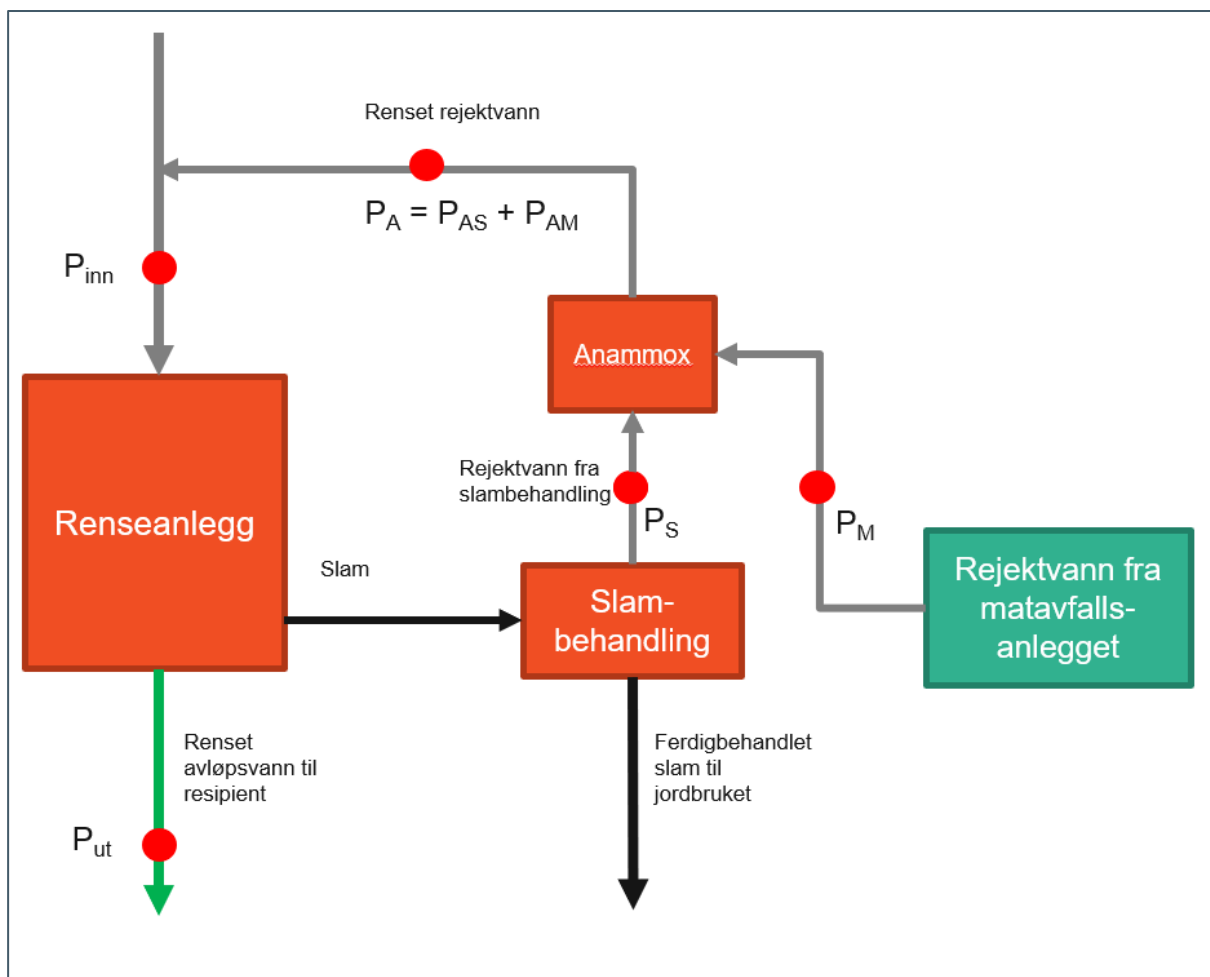 Renset rejektvann
P_A = P_AS + P_AM
P_inn
Anammox
Rejektvann fra
slambehandling
P_S
P_M
Renseanlegg
Slam
Slam-
behandling
Rejektvann fra
matavfalls-
anlegget
Renset
avløpsvann til
resipient
Ferdigbehandlet
slam til
jordbruket
P_ut